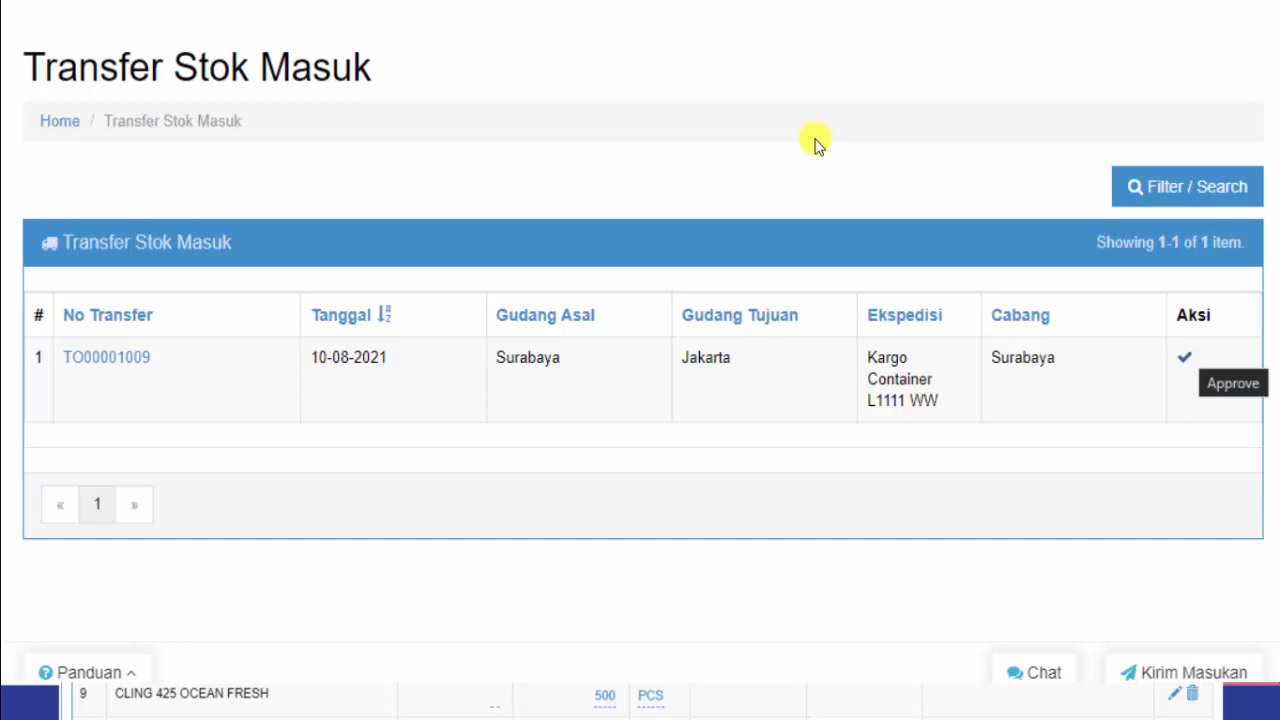 Transfer Stok Masuk
Home / Transfer Stok Masuk
Filter / Search
Transfer Stok Masuk Showing 1-1 of 1 item.
# No Transfer Tanggal Gudang Asal Gudang Tujuan Ekspedisi Cabang Aksi
1 TO00001009 10-08-2021 Surabaya Jakarta Kargo Surabaya
Container
L1111 WW
Approve
« 1 »
Panduan Chat Kirim Masukan
9 CLING 425 OCEAN FRESH -- 500 PCS